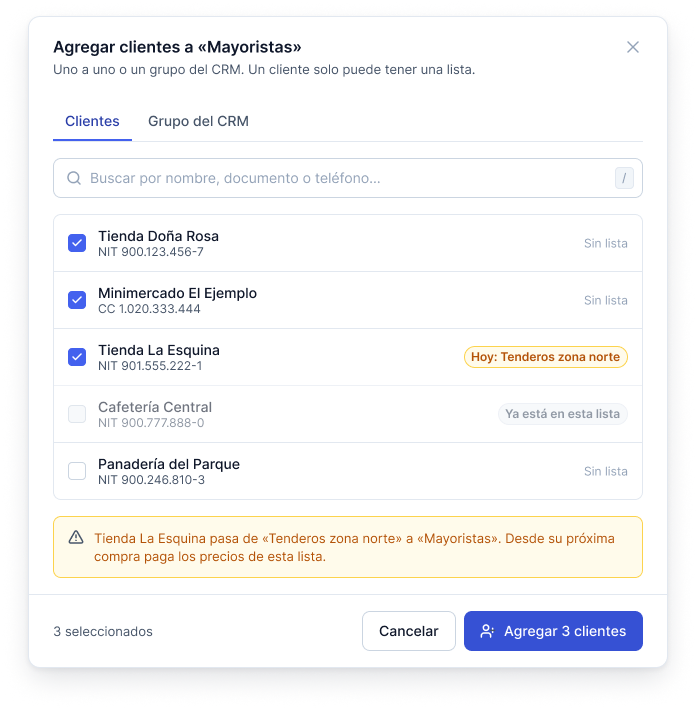 Agregar clientes a «Mayoristas»
Uno a uno o un grupo del CRM. Un cliente solo puede tener una lista.
Clientes
Grupo del CRM
Buscar por nombre, documento o teléfono...
/
Tienda Doña Rosa
NIT 900.123.456-7
Sin lista
Minimercado El Ejemplo
CC 1.020.333.444
Sin lista
Tienda La Esquina
NIT 901.555.222-1
Hoy: Tenderos zona norte
Cafetería Central
NIT 900.777.888-0
Ya está en esta lista
Panadería del Parque
NIT 900.246.810-3
Sin lista
Tienda La Esquina pasa de «Tenderos zona norte» a «Mayoristas». Desde su próxima
compra paga los precios de esta lista.
3 seleccionados
Cancelar
Agregar 3 clientes